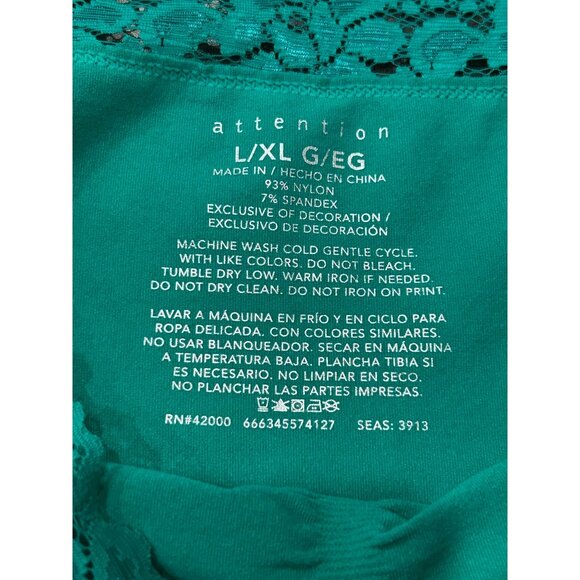 attention
L/XL G/EG
MADE IN / HECHO EN CHINA
93% NYLON
7% SPANDEX
EXCLUSIVE OF DECORATION /
EXCLUSIVO DE DECORACIÓN
MACHINE WASH COLD GENTLE CYCLE.
WITH LIKE COLORS. DO NOT BLEACH.
TUMBLE DRY LOW. WARM IRON IF NEEDED.
DO NOT DRY CLEAN. DO NOT IRON ON PRINT.
LAVAR A MÁQUINA EN FRÍO Y EN CICLO PARA
ROPA DELICADA. CON COLORES SIMILARES.
NO USAR BLANQUEADOR. SECAR EN MÁQUINA
A TEMPERATURA BAJA. PLANCHA TIBIA SI
ES NECESARIO. NO LIMPIAR EN SECO.
NO PLANCHAR LAS PARTES IMPRESAS.
RN#42000 666345574127 SEAS: 3913